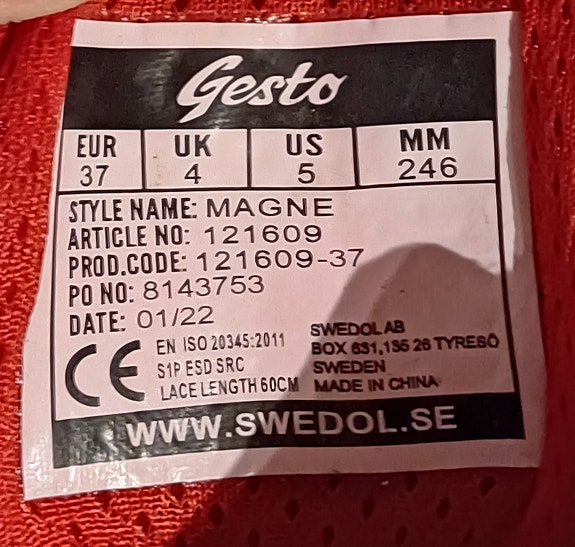 Gesto
EUR UK US MM
37 4 5 246
STYLE NAME: MAGNE
ARTICLE NO: 121609
PROD.CODE: 121609-37
PO NO: 8143753
DATE: 01/22
CE
EN ISO 20345:2011
S1P ESD SRC
LACE LENGTH 60CM
SWEDOL AB
BOX 631,135 26 TYRESÖ
SWEDEN
MADE IN CHINA
WWW.SWEDOL.SE